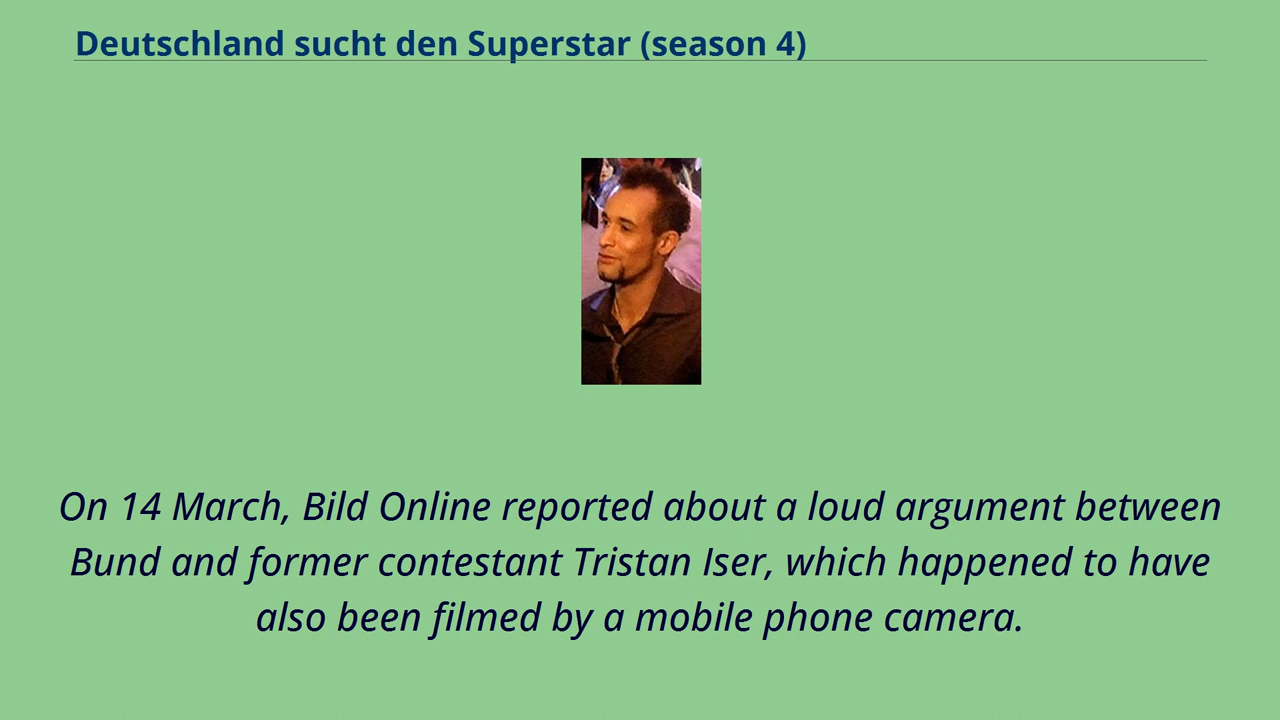 Deutschland sucht den Superstar (season 4)
On 14 March, Bild Online reported about a loud argument between
Bund and former contestant Tristan Iser, which happened to have
also been filmed by a mobile phone camera.